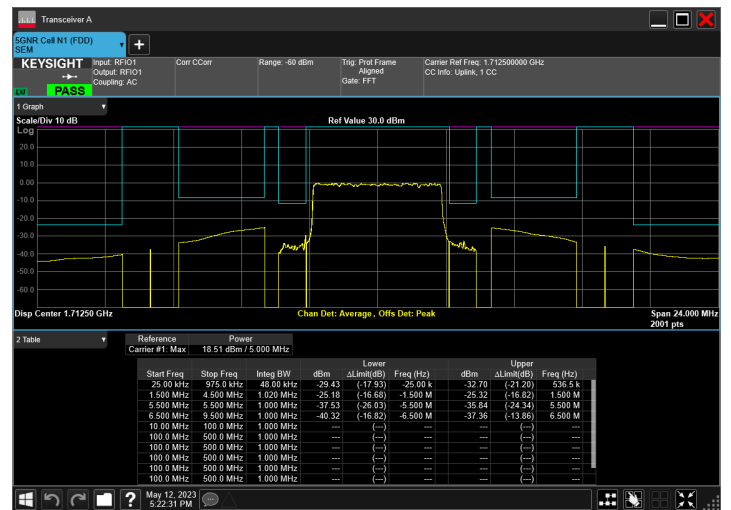 Transceiver A
5GNR Cell N1 (FDD)
SEM
KEYSIGHT Input: RFIO1 Corr CCorr Range: -60 dBm Trig: Prot Frame Carrier Ref Freq: 1.712500000 GHz
Output: RFIO1 Aligned CC Info: Uplink, 1 CC
Coupling: AC Gate: FFT
LXI PASS
1 Graph
Scale/Div 10 dB Ref Value 30.0 dBm
Log
20.0
10.0
0.00
-10.0
-20.0
-30.0
-40.0
-50.0
-60.0
Disp Center 1.71250 GHz Chan Det: Average, Offs Det: Peak Span 24.000 MHz
2001 pts
2 Table
Reference Power
Carrier #1: Max 18.51 dBm / 5.000 MHz
Lower Upper
Start Freq Stop Freq Integ BW dBm ΔLimit(dB) Freq (Hz) dBm ΔLimit(dB) Freq (Hz)
25.00 kHz 975.0 kHz 48.00 kHz -29.43 (-17.93) -25.00 k -32.70 (-21.20) 536.5 k
1.500 MHz 4.500 MHz 1.020 MHz -25.18 (-16.68) -1.500 M -25.32 (-16.82) 1.500 M
5.500 MHz 5.500 MHz 1.000 MHz -37.53 (-26.03) -5.500 M -35.84 (-24.34) 5.500 M
6.500 MHz 9.500 MHz 1.000 MHz -40.32 (-16.82) -6.500 M -37.36 (-13.86) 6.500 M
10.00 MHz 100.0 MHz 1.000 MHz --- (---) --- --- (---) ---
100.0 MHz 500.0 MHz 1.000 MHz --- (---) --- --- (---) ---
100.0 MHz 500.0 MHz 1.000 MHz --- (---) --- --- (---) ---
100.0 MHz 500.0 MHz 1.000 MHz --- (---) --- --- (---) ---
100.0 MHz 500.0 MHz 1.000 MHz --- (---) --- --- (---) ---
100.0 MHz 500.0 MHz 1.000 MHz --- (---) --- --- (---) ---
May 12, 2023
5:22:31 PM